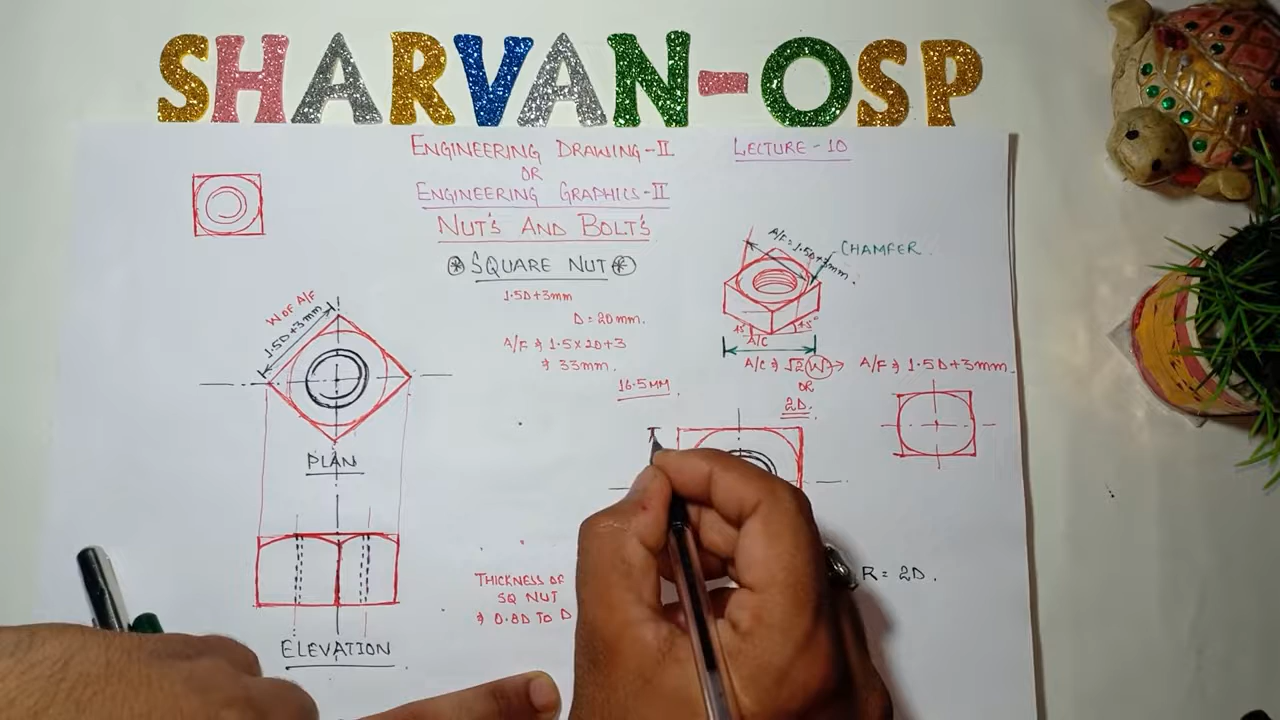 SHARVAN-OSP
ENGINEERING DRAWING-II
OR
ENGINEERING GRAPHICS-II
LECTURE - 10
NUT'S AND BOLT'S
SQUARE NUT
1.5D+3mm
D = 20mm.
A/F ⇒ 1.5×20+3
⇒ 33mm.
16.5MM
W OF A/F
1.5D+3mm
PLAN
ELEVATION
THICKNESS OF
SQ NUT
⇒ 0.8D TO D
A/F = 1.5D+3mm.
CHAMFER
45°
45°
A/C
A/C ⇒ √2 W → A/F ⇒ 1.5D+3mm.
OR
2D.
R = 2D.